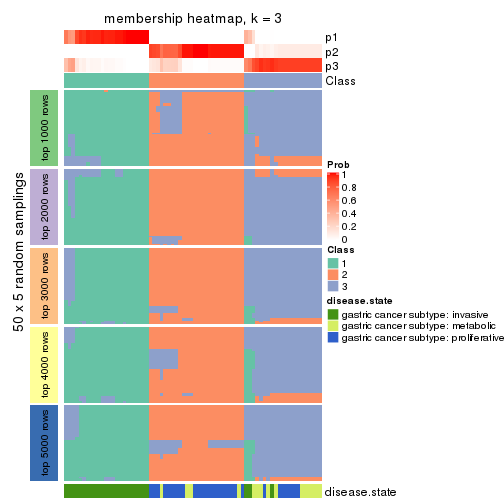 membership heatmap, k = 3
p1
p2
p3
Class
50 x 5 random samplings
top 1000 rows
top 2000 rows
top 3000 rows
top 4000 rows
top 5000 rows
Prob
1
0.8
0.6
0.4
0.2
0
Class
1
2
3
disease.state
gastric cancer subtype: invasive
gastric cancer subtype: metabolic
gastric cancer subtype: proliferative
disease.state